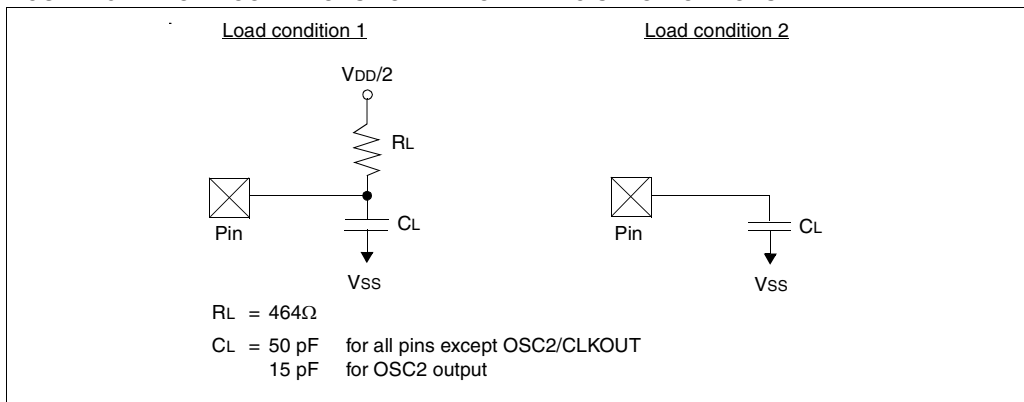 Load condition 1
Load condition 2
VDD/2
RL
Pin
CL
VSS
Pin
CL
VSS
RL = 464Ω
CL = 50 pF for all pins except OSC2/CLKOUT
15 pF for OSC2 output